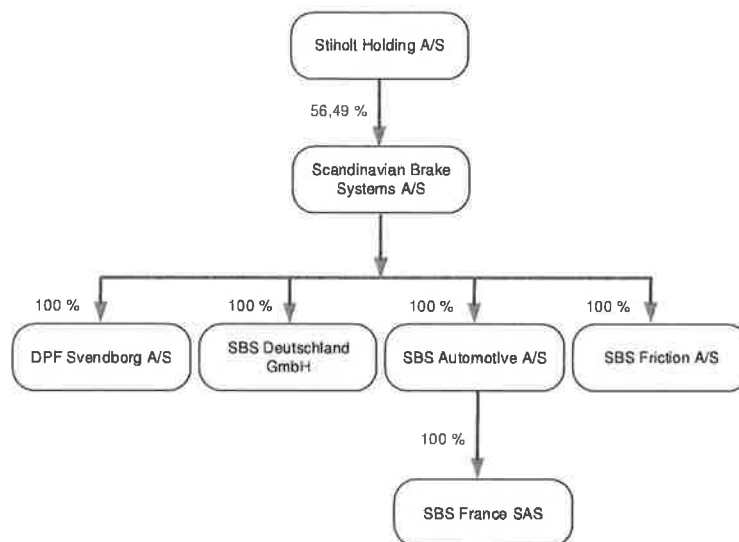 Stiholt Holding A/S
56,49 %
Scandinavian Brake
Systems A/S
100 %
100 %
100 %
100 %
DPF Svendborg A/S
SBS Deutschland
GmbH
SBS Automotive A/S
SBS Friction A/S
100 %
SBS France SAS